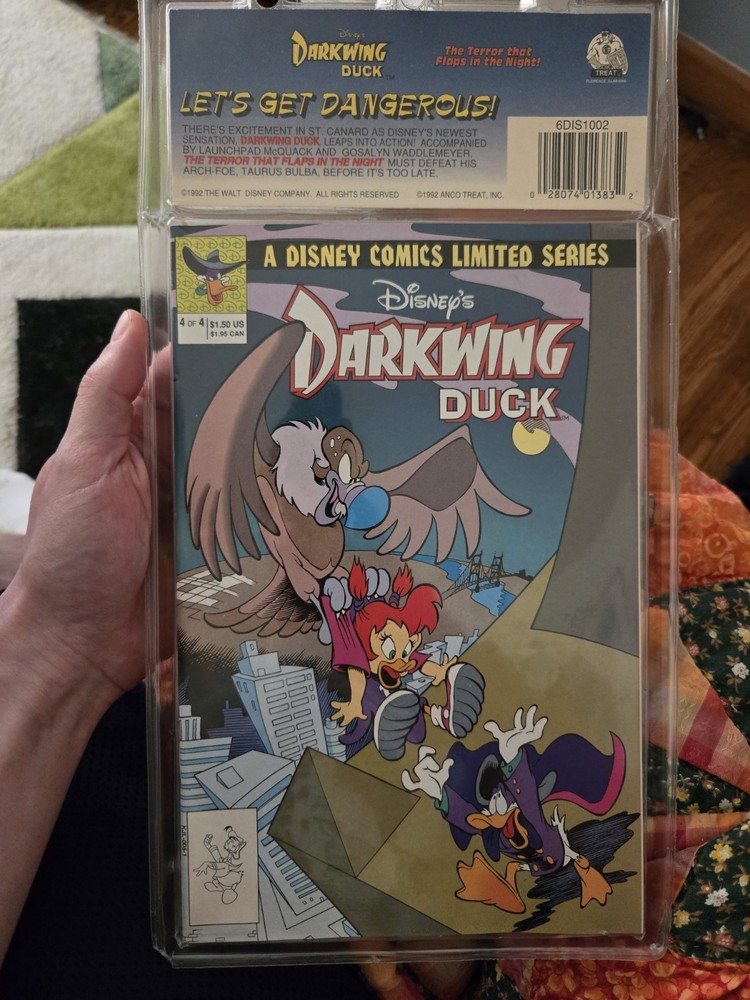 Disney's
DARKWING
DUCK™
The Terror that
Flaps in the Night!
TREAT
LET'S GET DANGEROUS!
THERE'S EXCITEMENT IN ST. CANARD AS DISNEY'S NEWEST
SENSATION, DARKWING DUCK, LEAPS INTO ACTION! ACCOMPANIED
BY LAUNCHPAD McQUACK AND GOSALYN WADDLEMEYER,
THE TERROR THAT FLAPS IN THE NIGHT MUST DEFEAT HIS
ARCH-FOE, TAURUS BULBA, BEFORE IT'S TOO LATE.
©1992 THE WALT DISNEY COMPANY. ALL RIGHTS RESERVED ©1992 ANCO TREAT, INC.
6DIS1002
0 28074 01383 2
A DISNEY COMICS LIMITED SERIES
4 OF 4 $1.50 US
$1.95 CAN
Disney's
DARKWING
DUCK™